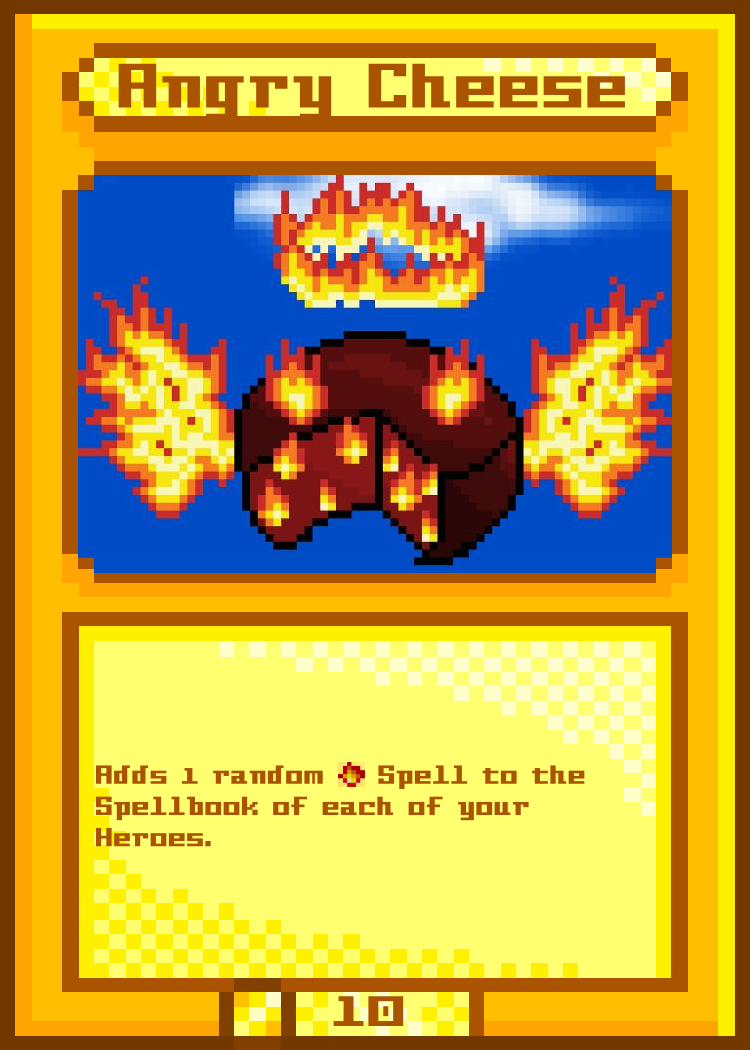 Angry Cheese
Adds 1 random Spell to the
Spellbook of each of your
Heroes.
10